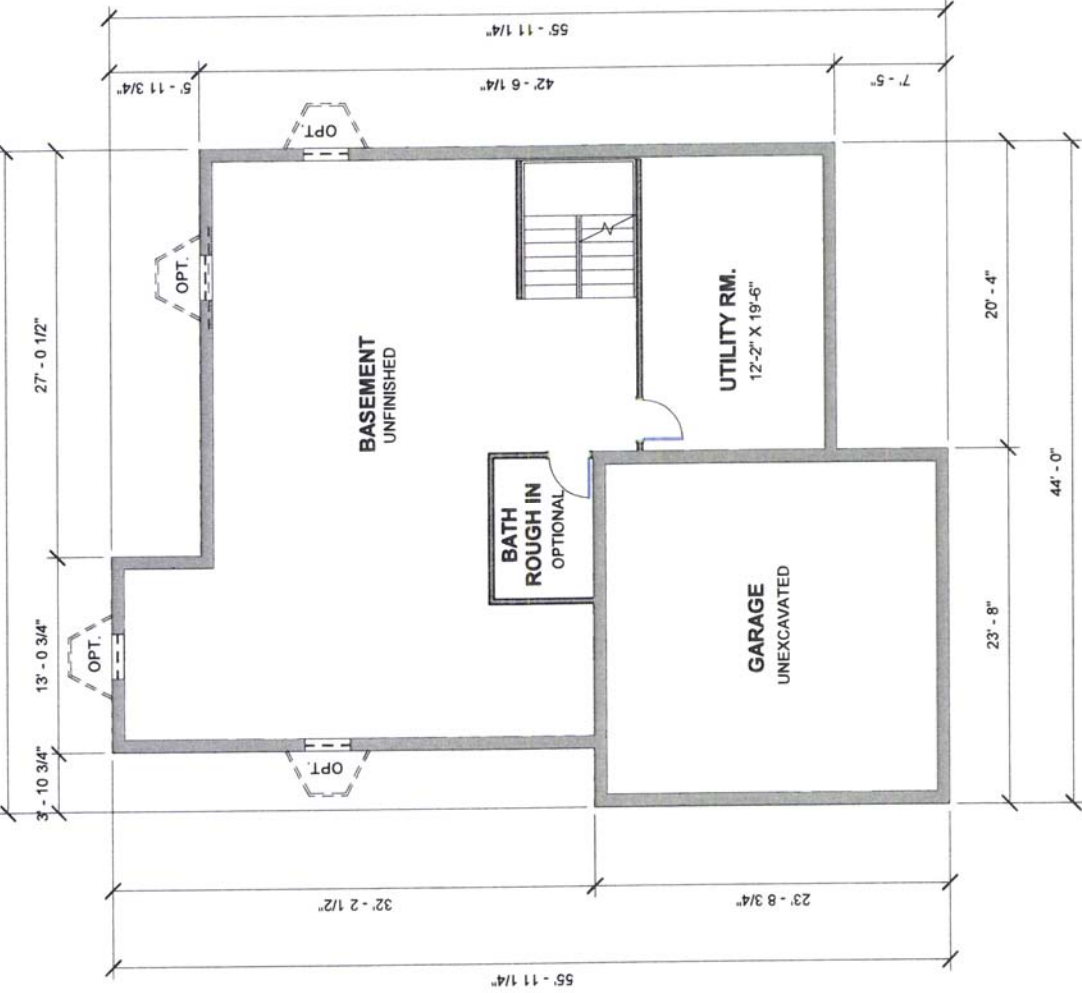 55' - 11 1/4"
5' - 11 3/4"
42' - 6 1/4"
7' - 5"
27' - 0 1/2"
13' - 0 3/4"
3' - 10 3/4"
OPT.
OPT.
OPT.
OPT.
BASEMENT
UNFINISHED
UTILITY RM.
12'-2" X 19'-6"
BATH
ROUGH IN
OPTIONAL
GARAGE
UNEXCAVATED
20' - 4"
23' - 8"
44' - 0"
32' - 2 1/2"
23' - 8 3/4"
55' - 11 1/4"